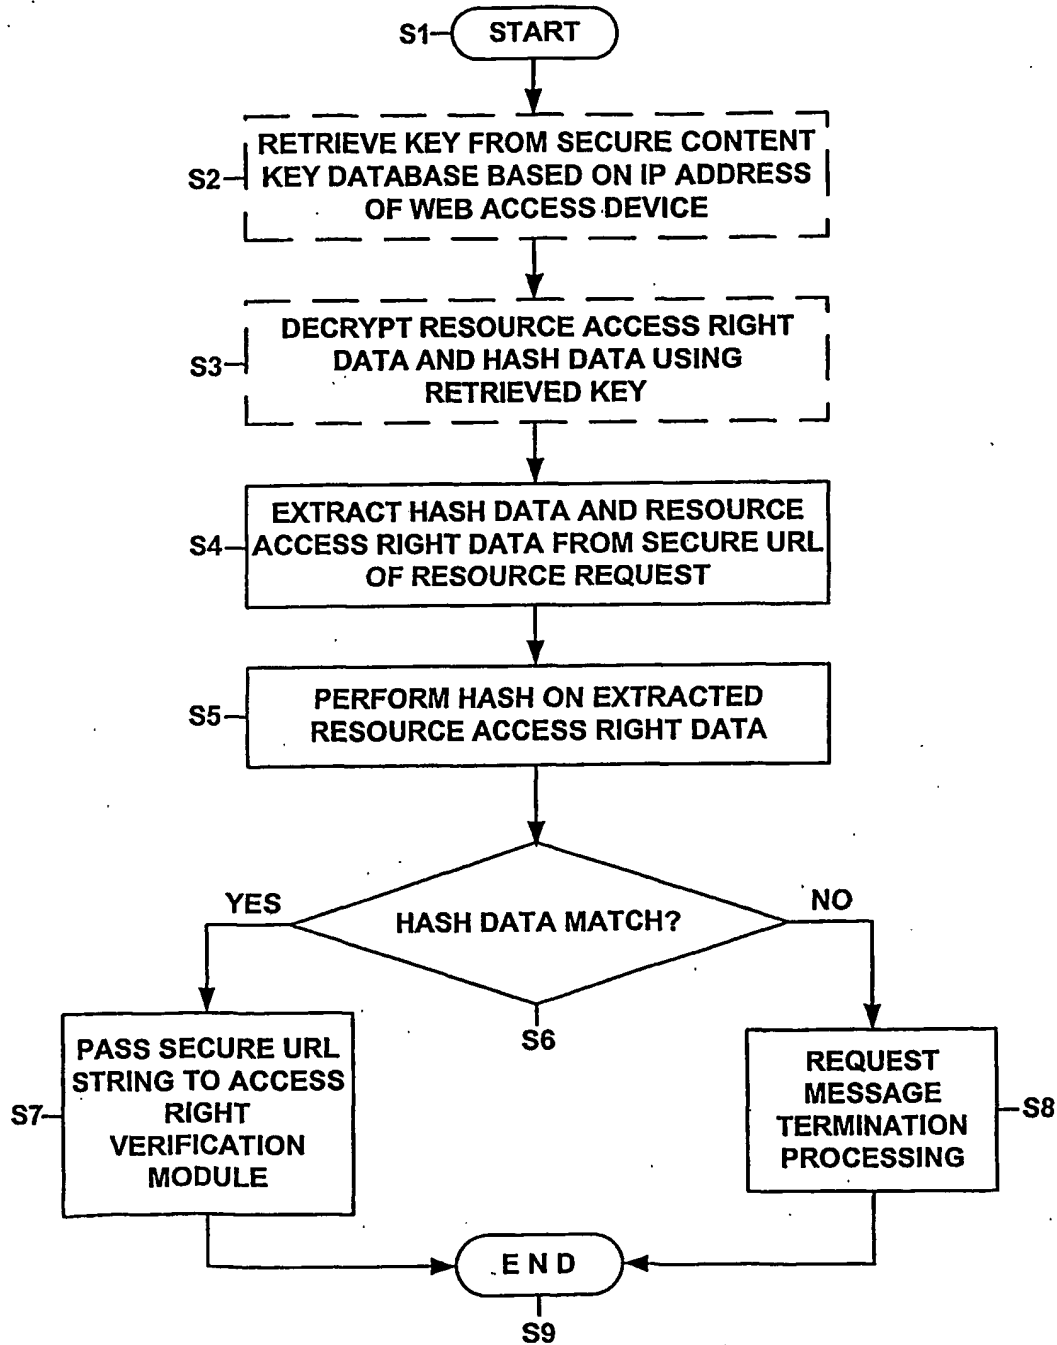 S1
START
RETRIEVE KEY FROM SECURE CONTENT
KEY DATABASE BASED ON IP ADDRESS
OF WEB ACCESS DEVICE
S2
DECRYPT RESOURCE ACCESS RIGHT
DATA AND HASH DATA USING
RETRIEVED KEY
S3
EXTRACT HASH DATA AND RESOURCE
ACCESS RIGHT DATA FROM SECURE URL
OF RESOURCE REQUEST
S4
PERFORM HASH ON EXTRACTED
RESOURCE ACCESS RIGHT DATA
S5
YES
NO
HASH DATA MATCH?
S6
PASS SECURE URL
STRING TO ACCESS
RIGHT
VERIFICATION
MODULE
S7
REQUEST
MESSAGE
TERMINATION
PROCESSING
S8
END
S9